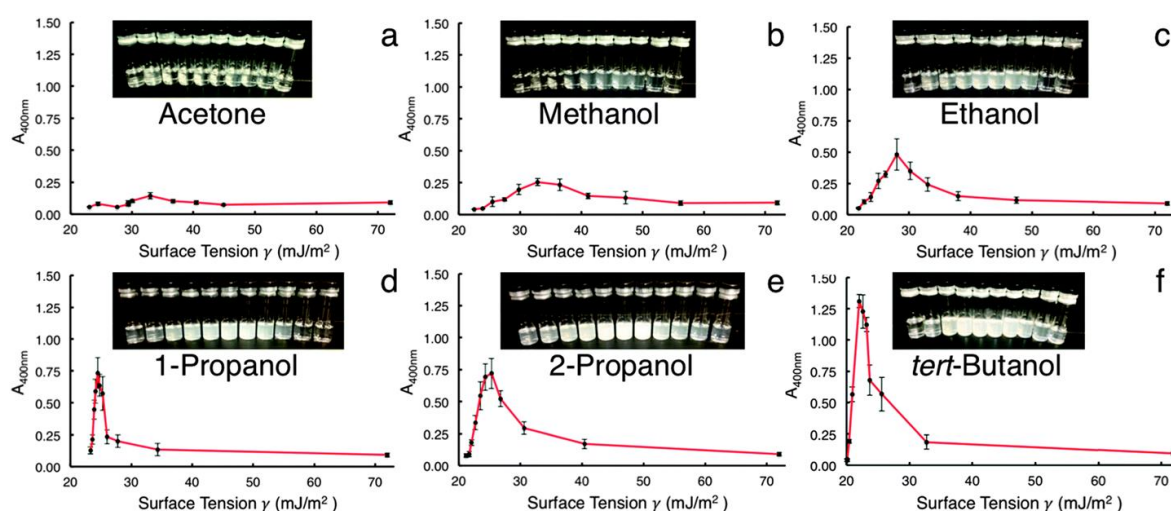 a
1.50
1.25
1.00
0.75
0.50
0.25
0.00
A400nm
Acetone
20 30 40 50 60 70
Surface Tension γ (mJ/m²)
b
1.50
1.25
1.00
0.75
0.50
0.25
0.00
A400nm
Methanol
20 30 40 50 60 70
Surface Tension γ (mJ/m²)
c
1.50
1.25
1.00
0.75
0.50
0.25
0.00
A400nm
Ethanol
20 30 40 50 60 70
Surface Tension γ (mJ/m²)
d
1.50
1.25
1.00
0.75
0.50
0.25
0.00
A400nm
1-Propanol
20 30 40 50 60 70
Surface Tension γ (mJ/m²)
e
1.50
1.25
1.00
0.75
0.50
0.25
0.00
A400nm
2-Propanol
20 30 40 50 60 70
Surface Tension γ (mJ/m²)
f
1.50
1.25
1.00
0.75
0.50
0.25
0.00
A400nm
tert-Butanol
20 30 40 50 60 70
Surface Tension γ (mJ/m²)